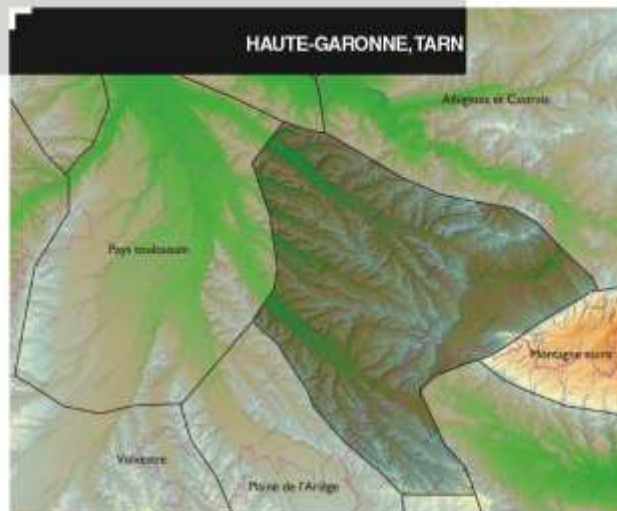 HAUTE-GARONNE, TARN
Albigeois et Castrais
Pays toulousain
Montagne noire
Volvestre
Plaine de l'Ariège